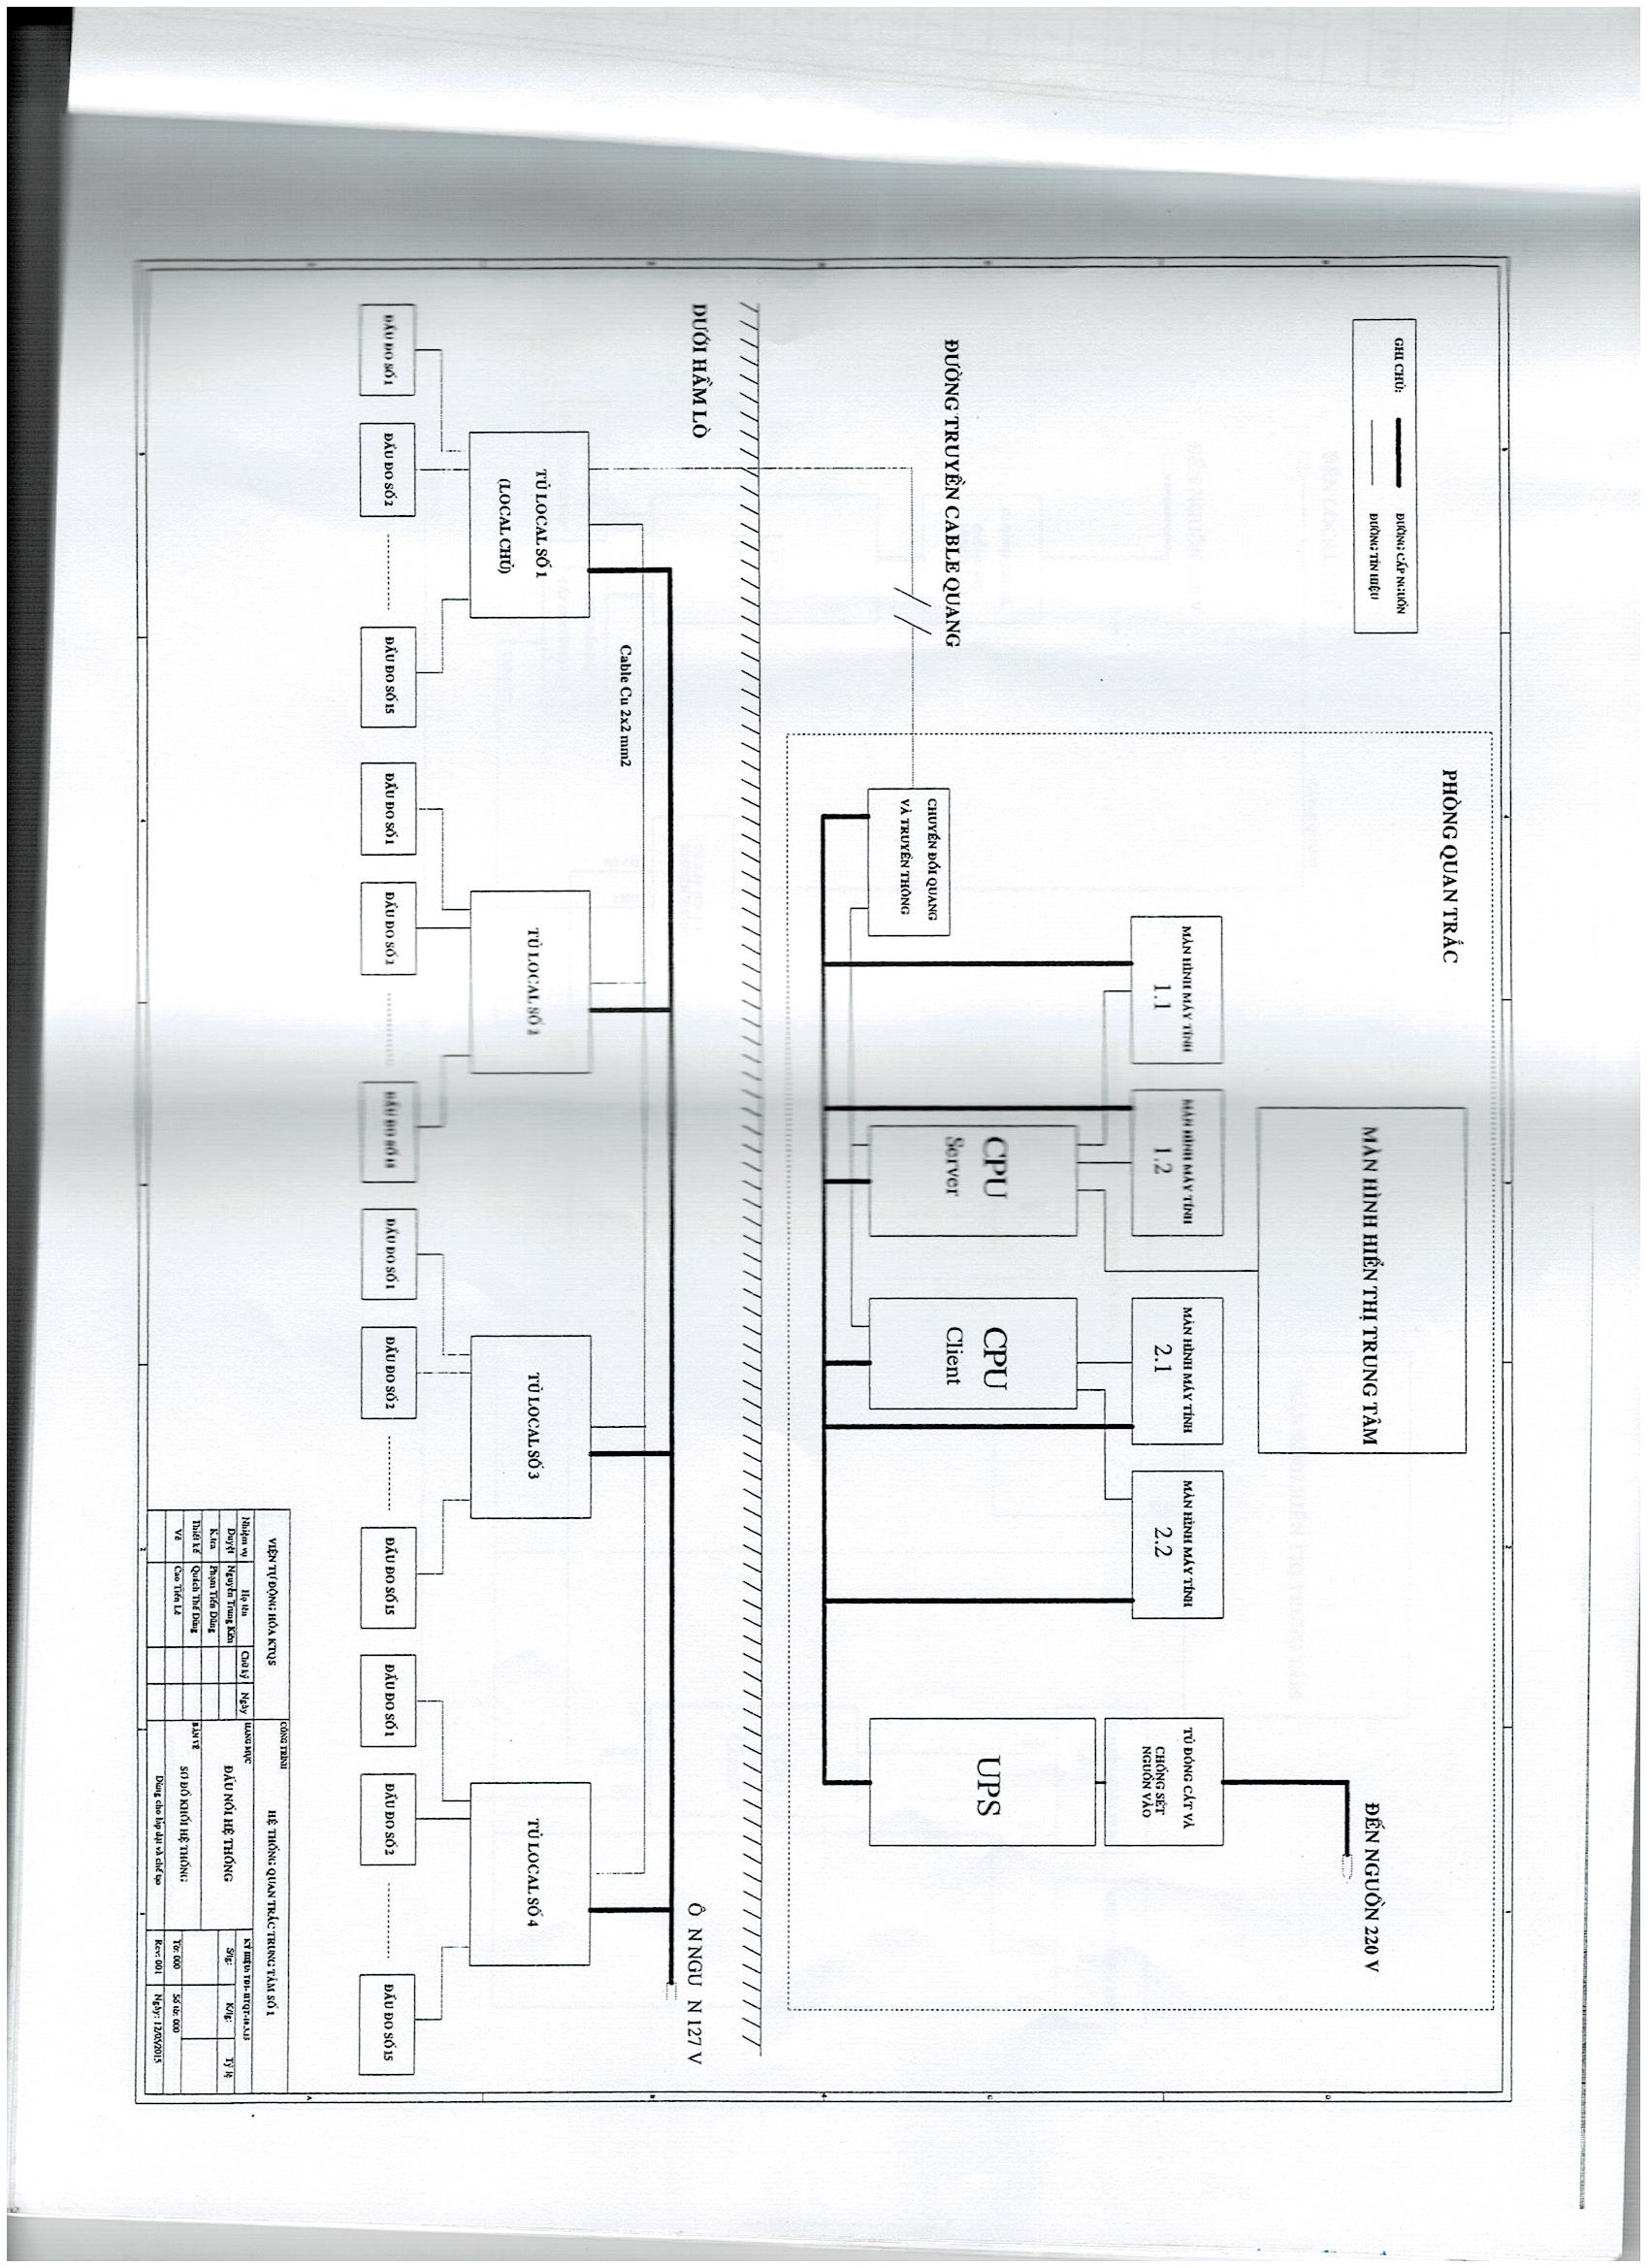 GHI CHÚ:
ĐƯỜNG CẤP NGUỒN
ĐƯỜNG TÍN HIỆU
PHÒNG QUAN TRẮC
MÀN HÌNH HIỂN THỊ TRUNG TÂM
ĐẾN NGUỒN 220 V
MÀN HÌNH MÁY TÍNH
1.1
MÀN HÌNH MÁY TÍNH
1.2
MÀN HÌNH MÁY TÍNH
2.1
MÀN HÌNH MÁY TÍNH
2.2
TỦ ĐÓNG CẮT VÀ
CHỐNG SÉT
NGUỒN VÀO
ĐƯỜNG TRUYỀN CABLE QUANG
CHUYỂN ĐỔI QUANG
VÀ TRUYỀN THÔNG
CPU
Server
CPU
Client
UPS
DƯỚI HẦM LÒ
Ô N NGU N 127 V
Cable Cu 2x2 mm2
TỦ LOCAL SỐ 1
(LOCAL CHỦ)
TỦ LOCAL SỐ 2
TỦ LOCAL SỐ 3
TỦ LOCAL SỐ 4
ĐẦU ĐO SỐ 1
ĐẦU ĐO SỐ 2
ĐẦU ĐO SỐ 15
ĐẦU ĐO SỐ 1
ĐẦU ĐO SỐ 2
ĐẦU ĐO SỐ
ĐẦU ĐO SỐ 1
ĐẦU ĐO SỐ 2
ĐẦU ĐO SỐ 15
ĐẦU ĐO SỐ 1
ĐẦU ĐO SỐ 2
ĐẦU ĐO SỐ 15
VIỆN TỰ ĐỘNG HÓA KTQS
CÔNG TRÌNH
HỆ THỐNG QUAN TRẮC TRUNG TÂM SỐ 1
Nhiệm vụ Họ tên Chữ ký Ngày
Duyệt Nguyễn Trung Kiên
K.tra Phạm Tiến Dũng
Thiết kế Quách Thế Dũng
Vẽ Cao Tiến Lê
HẠNG MỤC
ĐẤU NỐI HỆ THỐNG
BẢN VẼ
SƠ ĐỒ KHỐI HỆ THỐNG
Dùng cho lắp đặt và chế tạo
KÝ HIỆU:
S/lg: K/lg: Tỷ lệ
Tờ: 000 Số tờ: 000
Rev: 001 Ngày: 12/03/2015